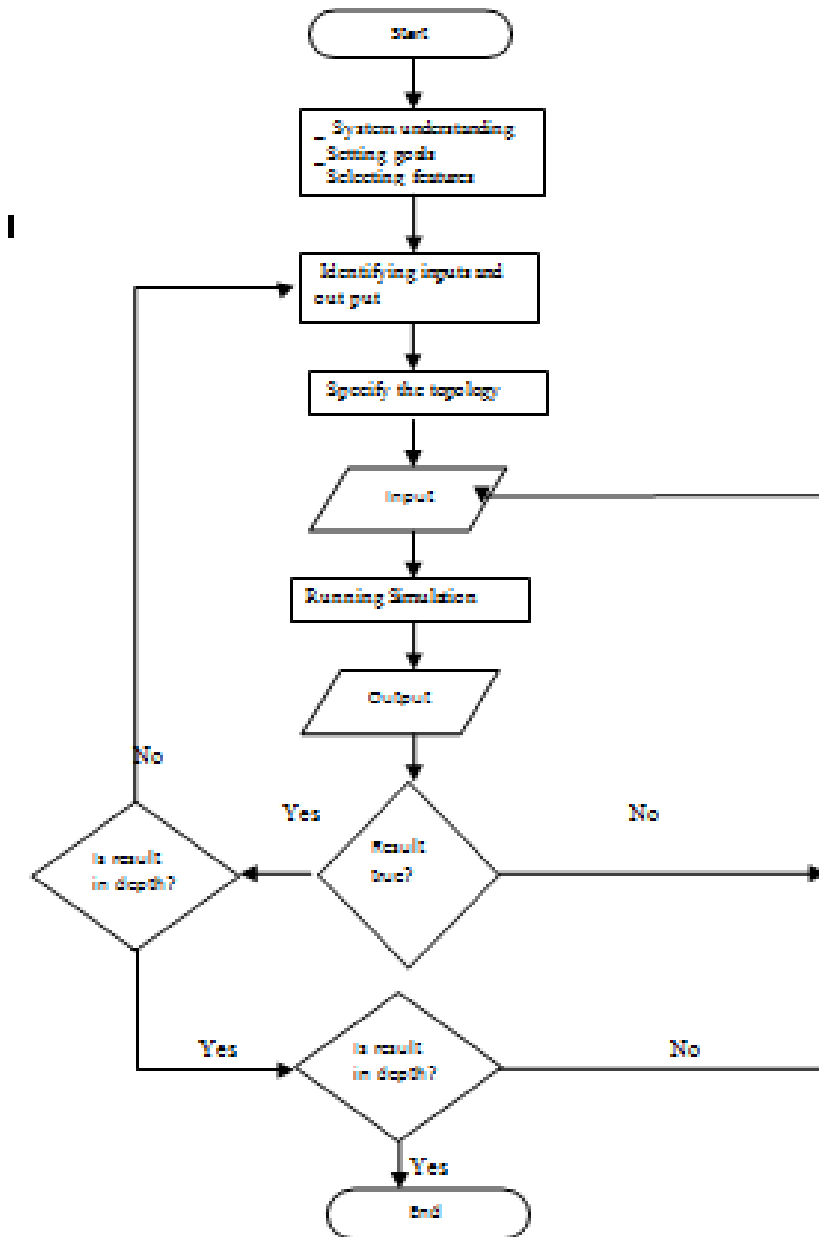 Start
_ System understanding
_Setting goals
Selecting features
Identifying inputs and
out put
Specify the topology
Input
Running Simulation
Output
No
Yes
No
Result
true?
Is result
in depth?
Yes
Is result
in depth?
No
Yes
End